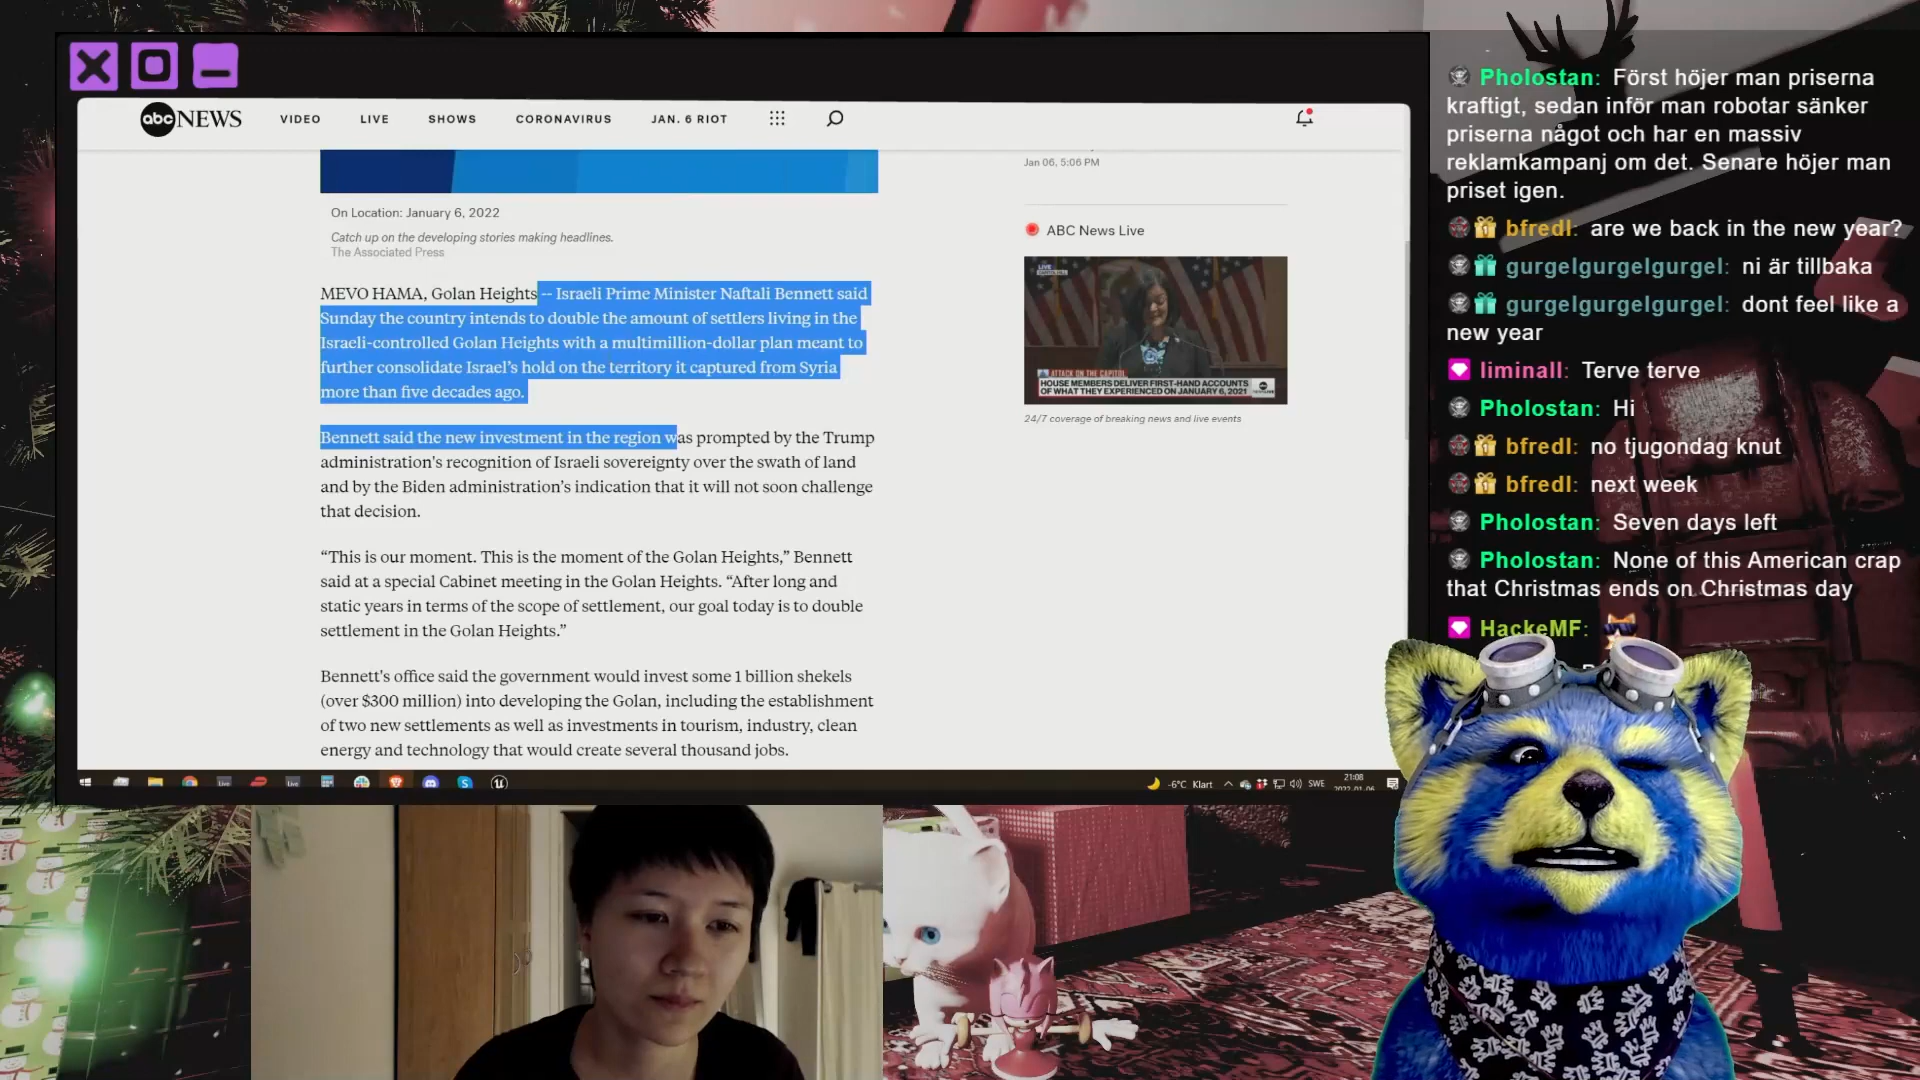 abc NEWS VIDEO LIVE SHOWS CORONAVIRUS JAN. 6 RIOT
Jan 06, 5:06 PM
On Location: January 6, 2022
Catch up on the developing stories making headlines.
The Associated Press
MEVO HAMA, Golan Heights -- Israeli Prime Minister Naftali Bennett said
Sunday the country intends to double the amount of settlers living in the
Israeli-controlled Golan Heights with a multimillion-dollar plan meant to
further consolidate Israel’s hold on the territory it captured from Syria
more than five decades ago.
Bennett said the new investment in the region was prompted by the Trump
administration's recognition of Israeli sovereignty over the swath of land
and by the Biden administration’s indication that it will not soon challenge
that decision.
“This is our moment. This is the moment of the Golan Heights,” Bennett
said at a special Cabinet meeting in the Golan Heights. “After long and
static years in terms of the scope of settlement, our goal today is to double
settlement in the Golan Heights.”
Bennett's office said the government would invest some 1 billion shekels
(over $300 million) into developing the Golan, including the establishment
of two new settlements as well as investments in tourism, industry, clean
energy and technology that would create several thousand jobs.
ABC News Live
LIVE
ATTACK ON THE CAPITOL
HOUSE MEMBERS DELIVER FIRST-HAND ACCOUNTS
OF WHAT THEY EXPERIENCED ON JANUARY 6, 2021
24/7 coverage of breaking news and live events
-6°C Klart SWE 21:08
2022-01-06
Pholostan: Först höjer man priserna
kraftigt, sedan inför man robotar sänker
priserna något och har en massiv
reklamkampanj om det. Senare höjer man
priset igen.
bfredl: are we back in the new year?
gurgelgurgelgurgel: ni är tillbaka
gurgelgurgelgurgel: dont feel like a
new year
liminall: Terve terve
Pholostan: Hi
bfredl: no tjugondag knut
bfredl: next week
Pholostan: Seven days left
Pholostan: None of this American crap
that Christmas ends on Christmas day
HackeMF: